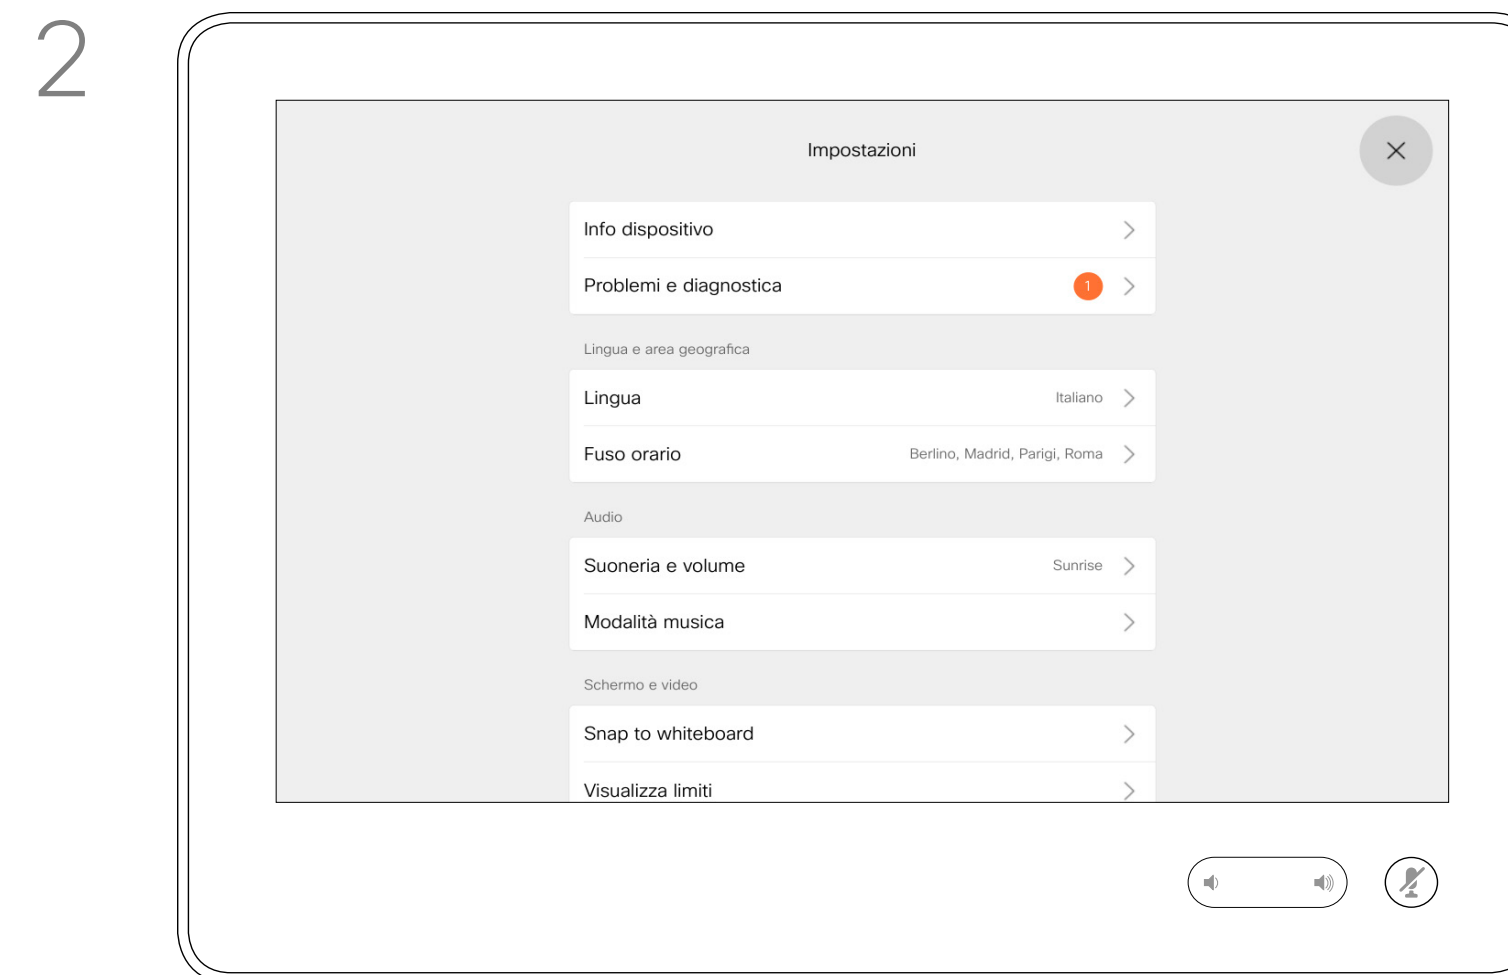 2
Impostazioni
Info dispositivo
Problemi e diagnostica 1
Lingua e area geografica
Lingua Italiano
Fuso orario Berlino, Madrid, Parigi, Roma
Audio
Suoneria e volume Sunrise
Modalità musica
Schermo e video
Snap to whiteboard
Visualizza limiti